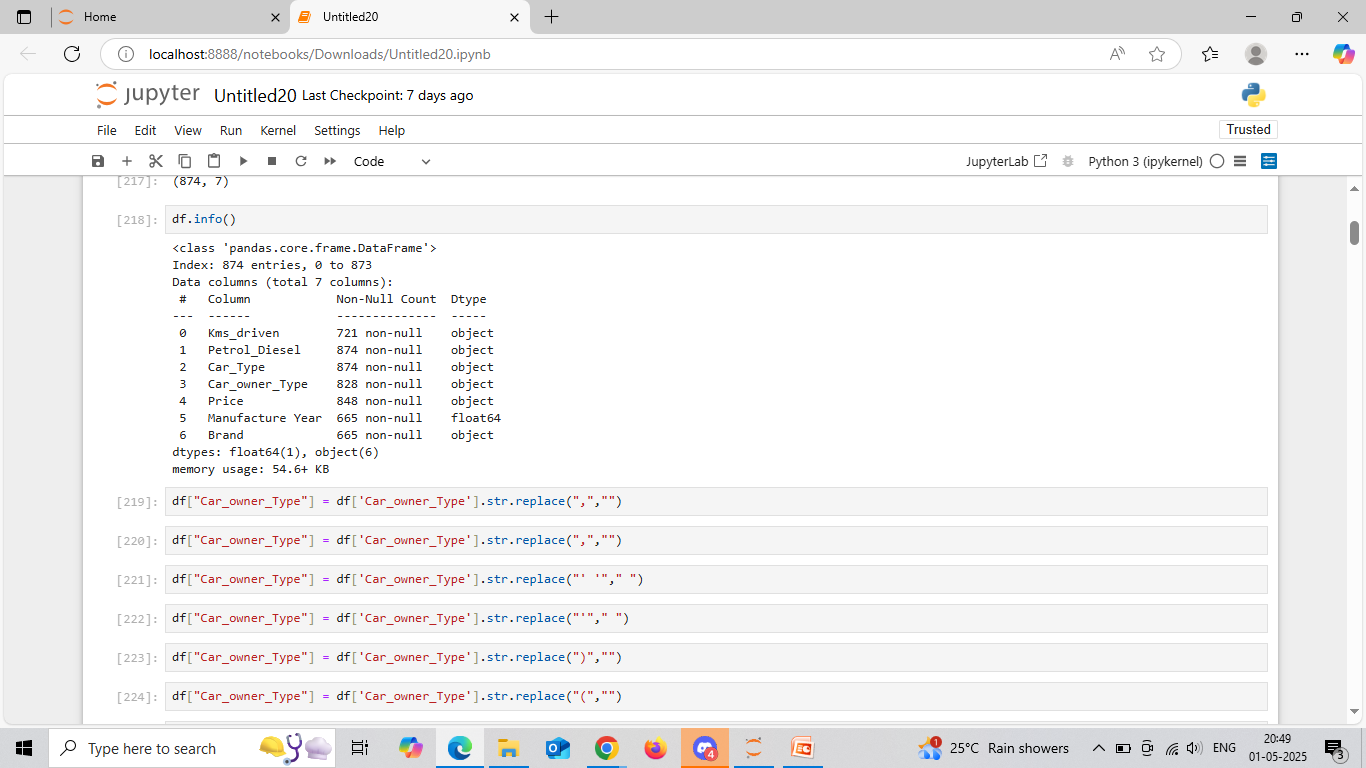 Home
Untitled20
localhost:8888/notebooks/Downloads/Untitled20.ipynb
jupyter Untitled20 Last Checkpoint: 7 days ago
File Edit View Run Kernel Settings Help
Trusted
Code
JupyterLab Python 3 (ipykernel)
[217]: (874, 7)
[218]: df.info()
<class 'pandas.core.frame.DataFrame'>
Index: 874 entries, 0 to 873
Data columns (total 7 columns):
 #   Column            Non-Null Count  Dtype
---  ------            --------------  -----
 0   Kms_driven        721 non-null    object
 1   Petrol_Diesel     874 non-null    object
 2   Car_Type          874 non-null    object
 3   Car_owner_Type    828 non-null    object
 4   Price             848 non-null    object
 5   Manufacture Year  665 non-null    float64
 6   Brand             665 non-null    object
dtypes: float64(1), object(6)
memory usage: 54.6+ KB
[219]: df["Car_owner_Type"] = df['Car_owner_Type'].str.replace(",","")
[220]: df["Car_owner_Type"] = df['Car_owner_Type'].str.replace(",","")
[221]: df["Car_owner_Type"] = df['Car_owner_Type'].str.replace("' '"," ")
[222]: df["Car_owner_Type"] = df['Car_owner_Type'].str.replace("'"," ")
[223]: df["Car_owner_Type"] = df['Car_owner_Type'].str.replace(")","")
[224]: df["Car_owner_Type"] = df['Car_owner_Type'].str.replace("(","")
Type here to search
4
1
25°C Rain showers
ENG
20:49
01-05-2025
3